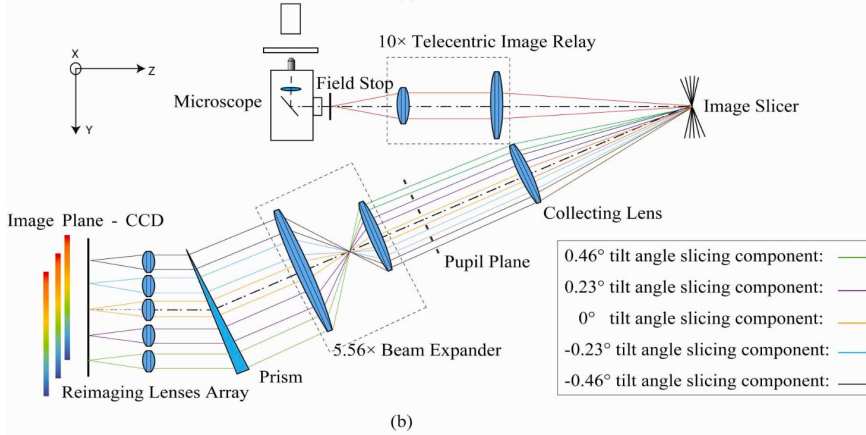 X
Z
Y
10× Telecentric Image Relay
Field Stop
Microscope
Image Slicer
Collecting Lens
Pupil Plane
Image Plane - CCD
5.56× Beam Expander
Prism
Reimaging Lenses Array
0.46° tilt angle slicing component:
0.23° tilt angle slicing component:
0° tilt angle slicing component:
-0.23° tilt angle slicing component:
-0.46° tilt angle slicing component:
(b)